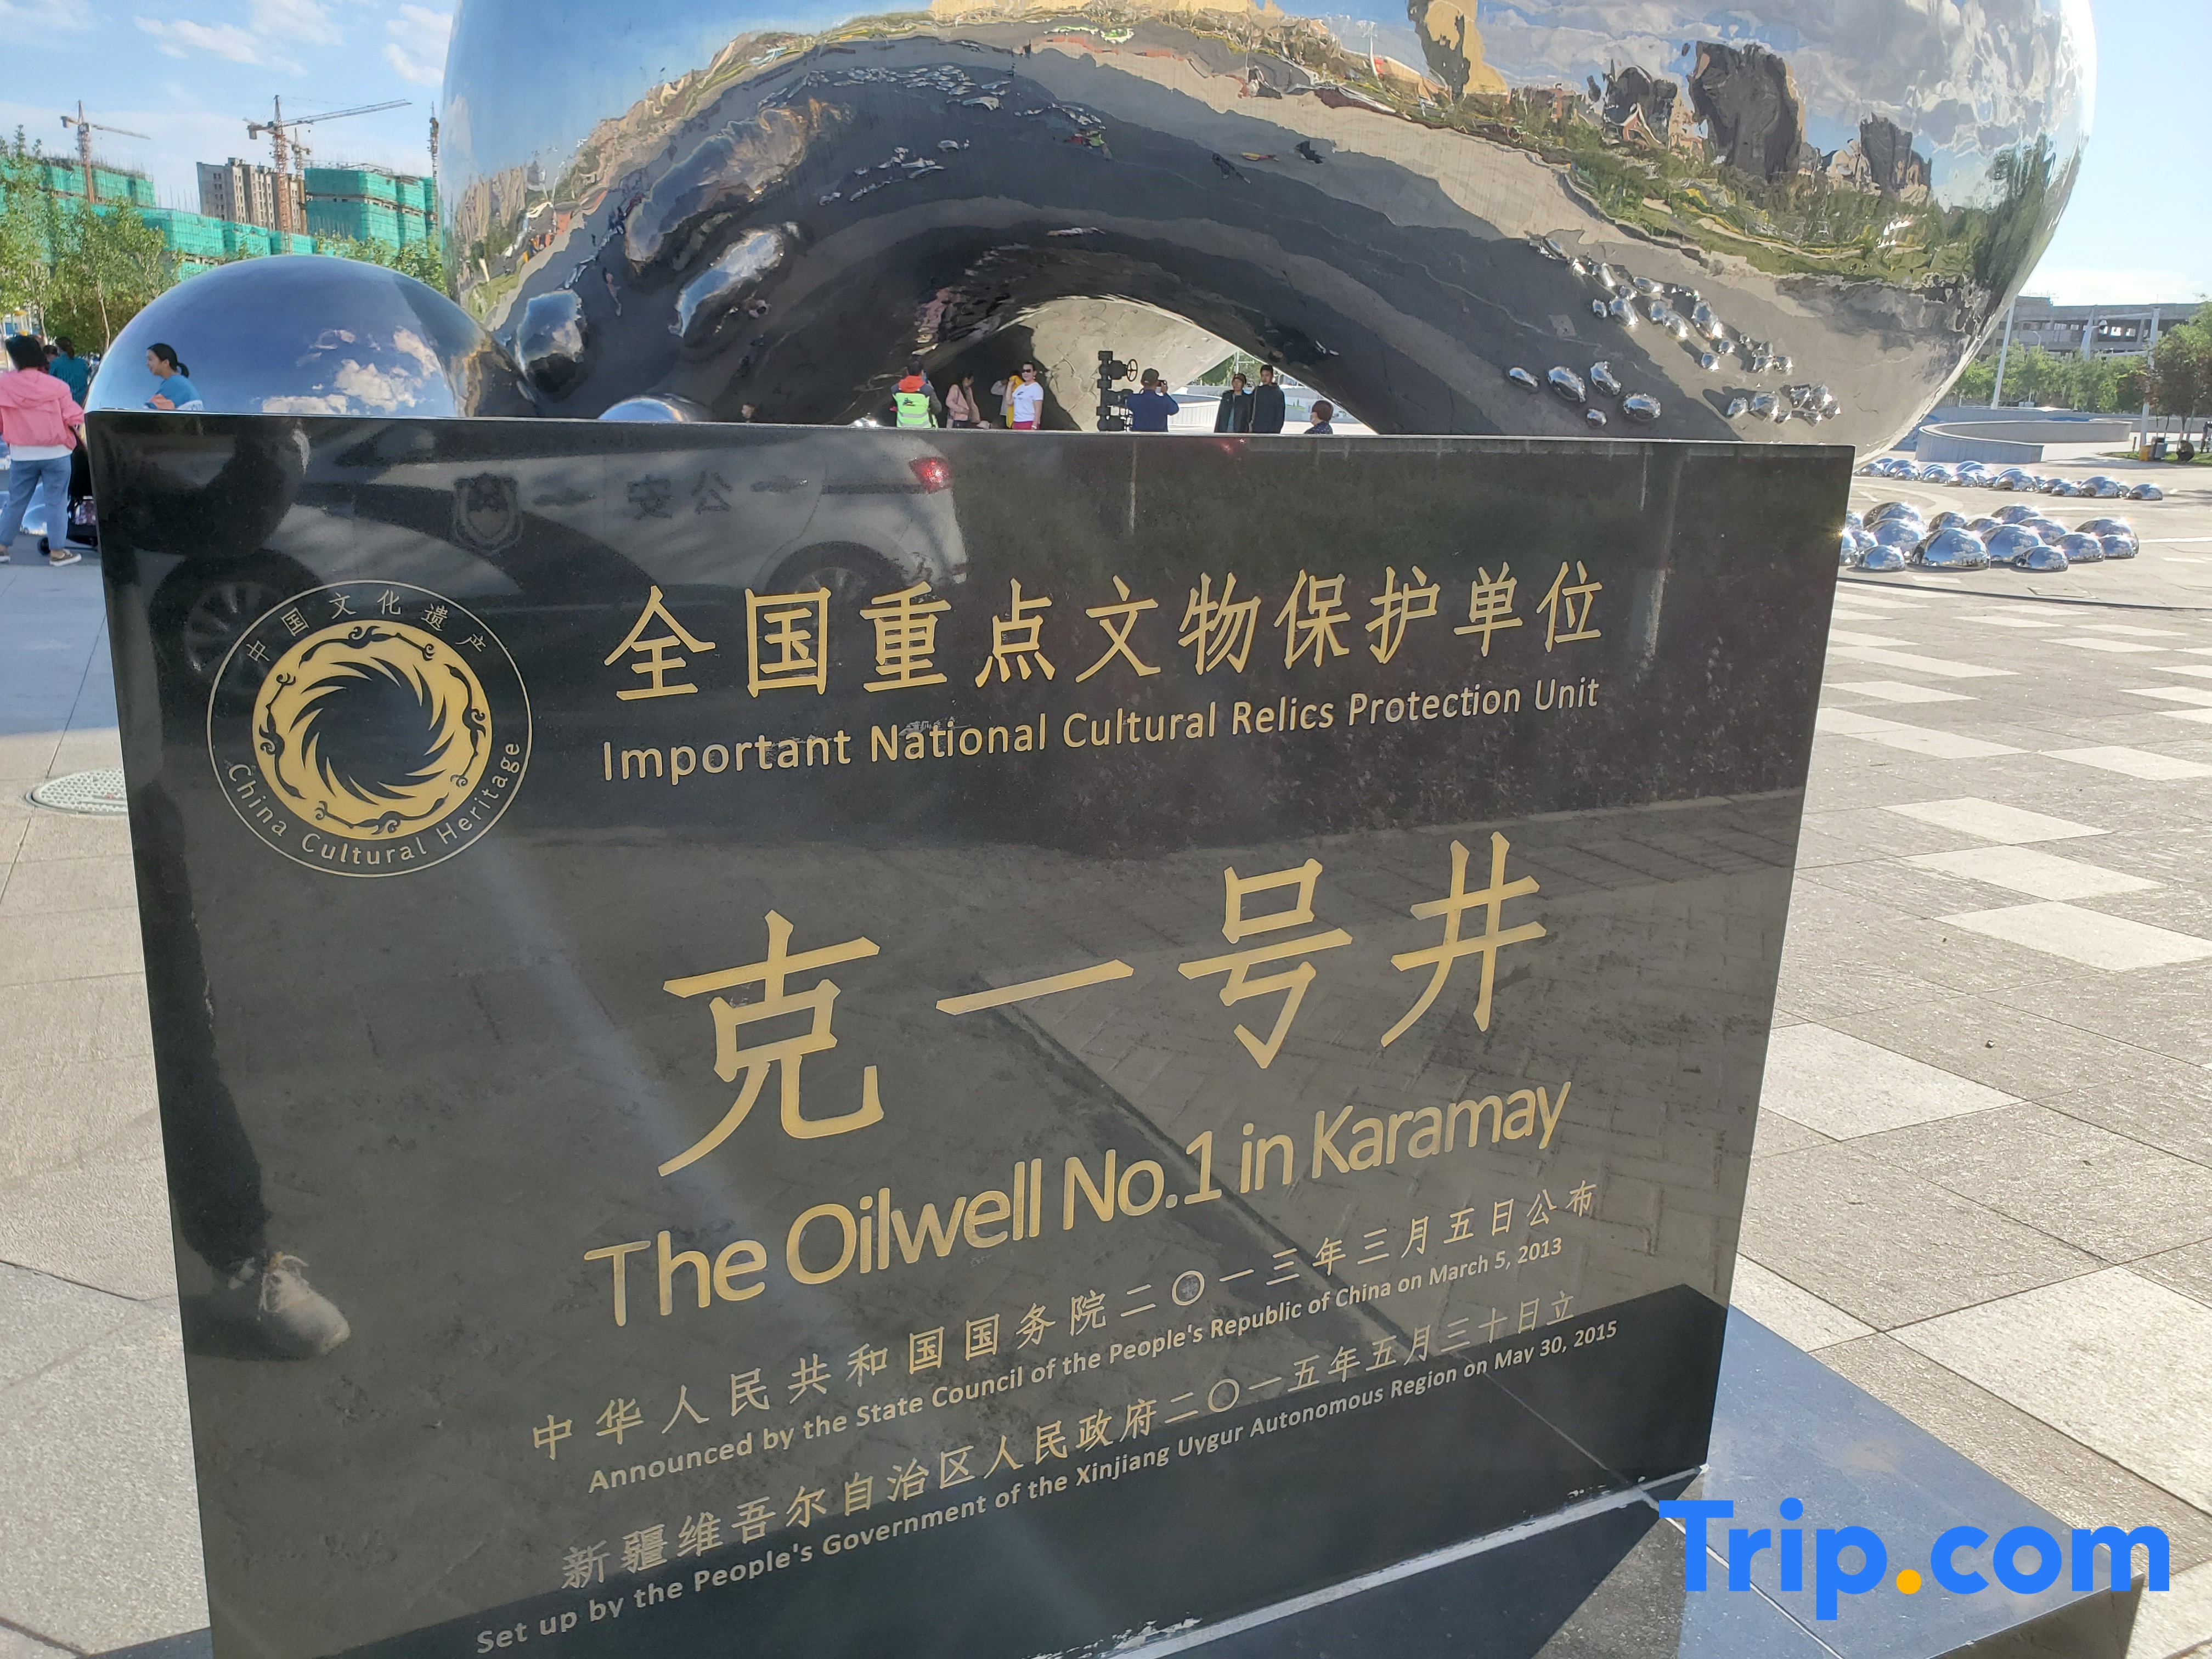 中国文化遗产
China Cultural Heritage
全国重点文物保护单位
Important National Cultural Relics Protection Unit
克一号井
The Oilwell No.1 in Karamay
中华人民共和国国务院二〇一三年三月五日公布
Announced by the State Council of the People's Republic of China on March 5, 2013
新疆维吾尔自治区人民政府二〇一五年五月三十日立
Set up by the People's Government of the Xinjiang Uygur Autonomous Region on May 30, 2015
公安
Trip.com